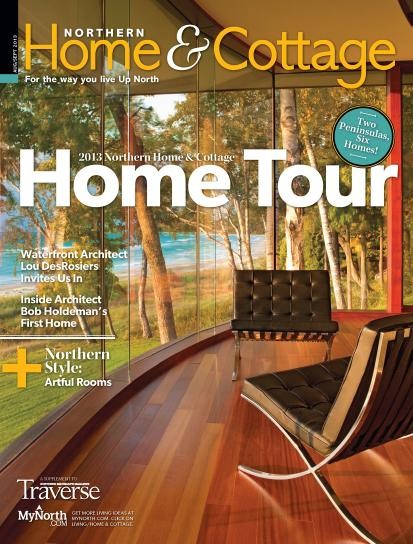 AUG/SEPT 2013
NORTHERN
Home & Cottage
For the way you live Up North
Two
Peninsulas,
Six
Homes!
2013 Northern Home & Cottage
Home Tour
Waterfront Architect
Lou DesRosiers
Invites Us In
Inside Architect
Bob Holdeman's
First Home
+ Northern
Style:
Artful Rooms
A SUPPLEMENT TO
Traverse
MyNorth
.COM
GET MORE LIVING IDEAS AT
MYNORTH.COM. CLICK ON
LIVING/HOME & COTTAGE.